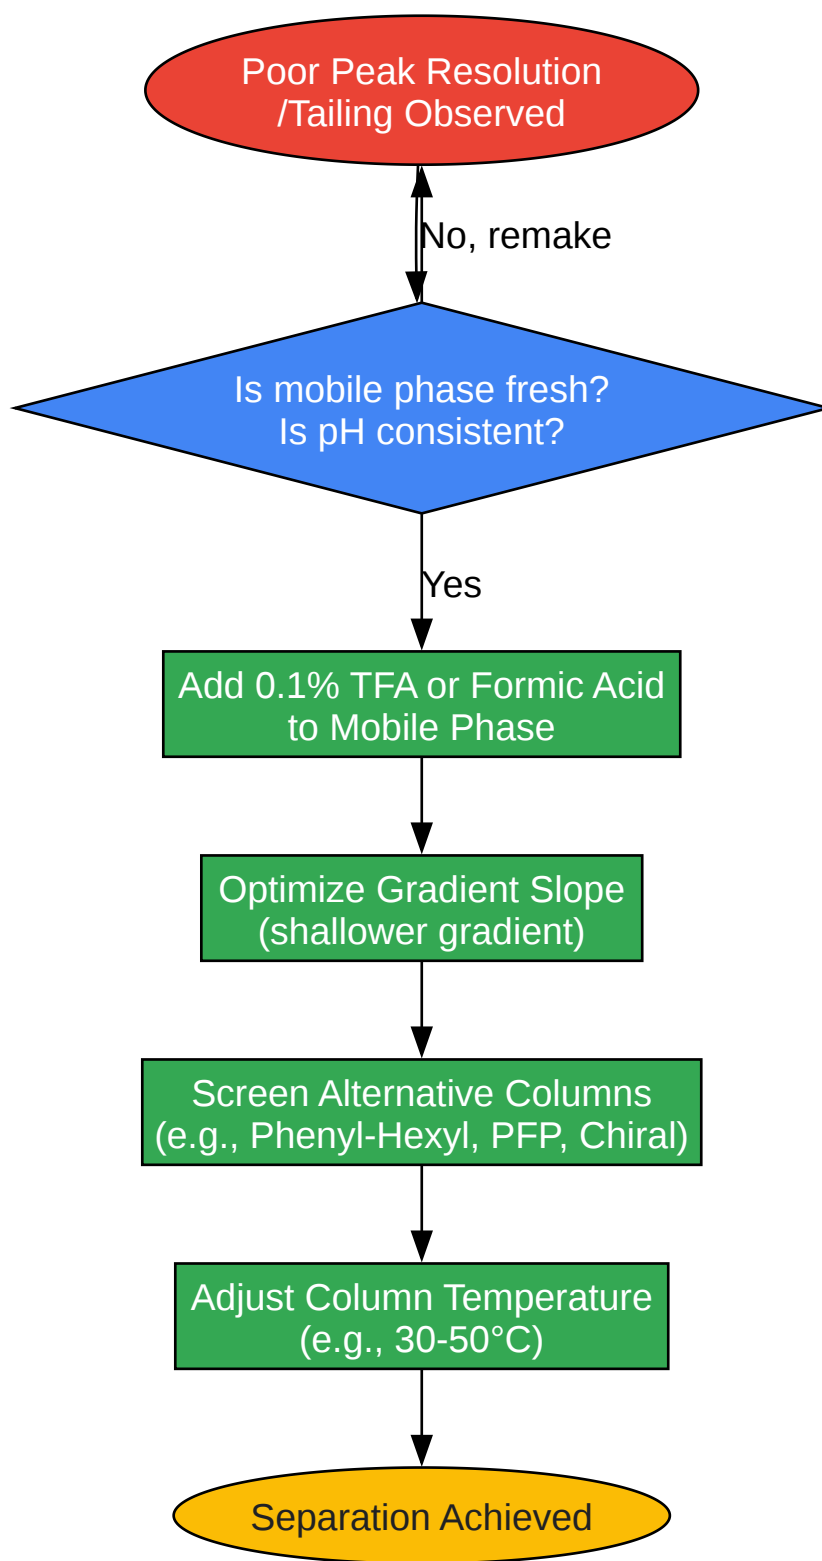 Poor Peak Resolution
/Tailing Observed
No, remake
Is mobile phase fresh?
Is pH consistent?
Yes
Add 0.1% TFA or Formic Acid
to Mobile Phase
Optimize Gradient Slope
(shallower gradient)
Screen Alternative Columns
(e.g., Phenyl-Hexyl, PFP, Chiral)
Adjust Column Temperature
(e.g., 30-50°C)
Separation Achieved